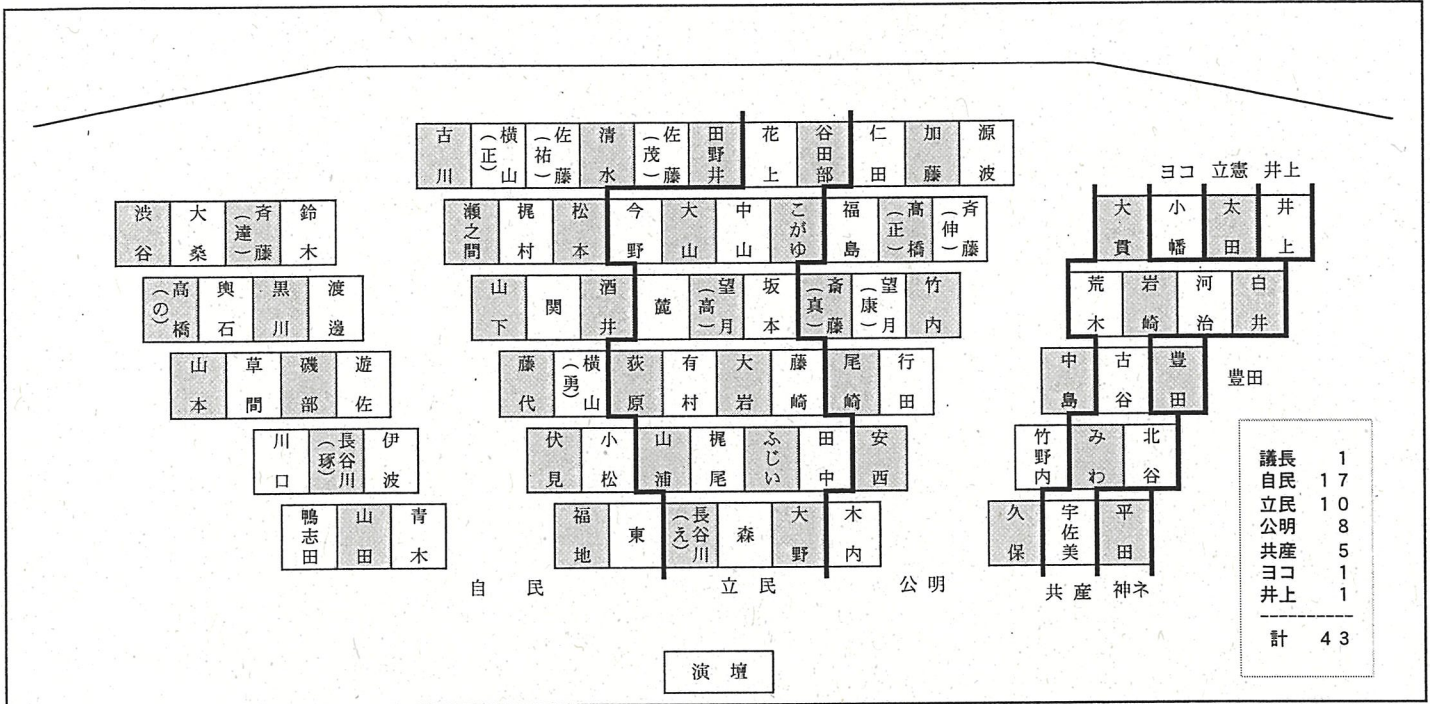 古川 横山(正) 佐藤(祐) 清水 佐藤(茂) 田野井 花上 谷田部 仁田 加藤 源波
ヨコ 立憲 井上
渋谷 大桑 斉藤(達) 鈴木 瀬之間 梶村 松本 今野 大山 中山 こがゆ 福島 高橋(正) 斉藤(伸) 大貫 小幡 太田 井上
高橋(の) 輿石 黒川 渡邊 山下 関 酒井 麓 望月(高) 坂本 斎藤(真) 望月(康) 竹内 荒木 岩崎 河治 白井
山本 草間 磯部 遊佐 藤代 横山(勇) 荻原 有村 大岩 藤崎 尾崎 行田 中島 古谷 豊田 豊田
川口 長谷川(琢) 伊波 伏見 小松 山浦 梶尾 ふじい 田中 安西 竹野内 みわ 北谷
鴨志田 山田 青木 福地 東 長谷川(え) 森 大野 木内 久保 宇佐美 平田
自民 立民 公明 共産 神ネ
演壇
議長 1
自民 17
立民 10
公明 8
共産 5
ヨコ 1
井上 1
----------
計 43